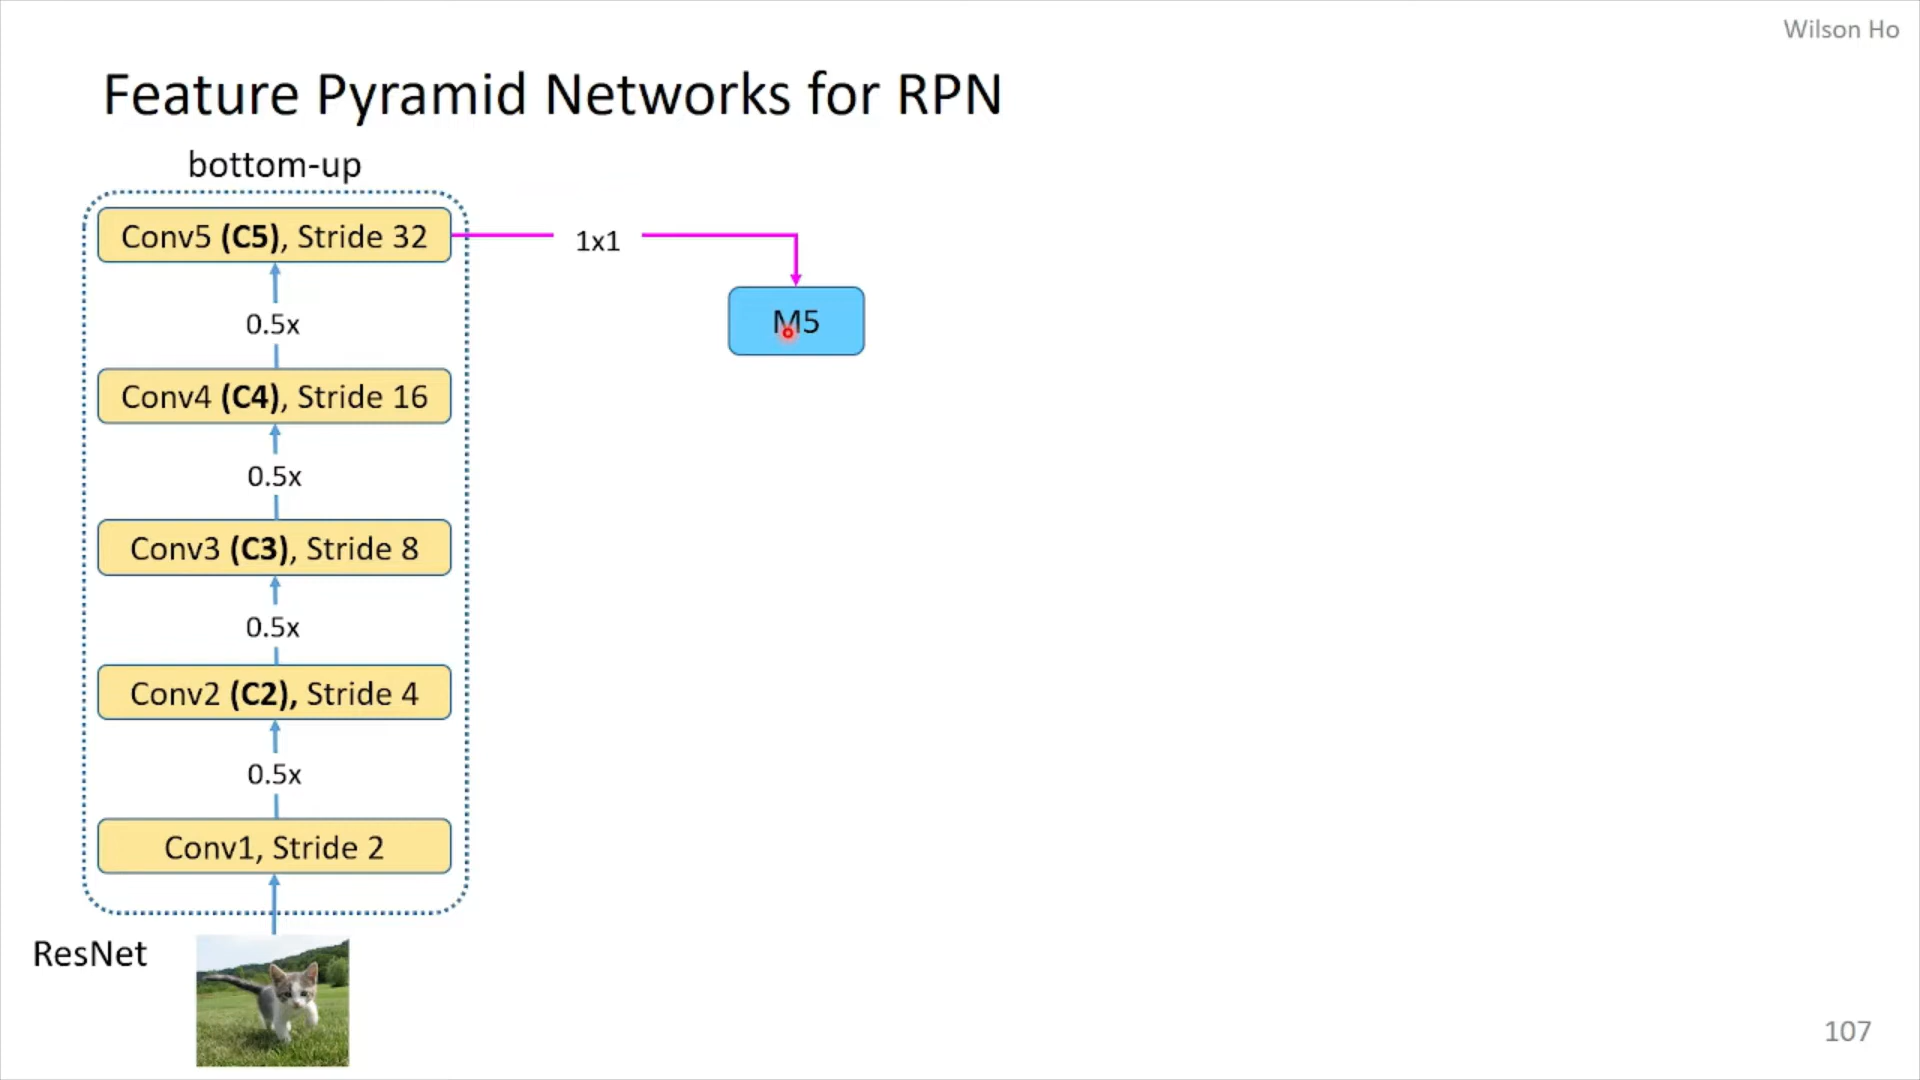 Wilson Ho
Feature Pyramid Networks for RPN
bottom-up
Conv5 (C5), Stride 32
1x1
M5
0.5x
Conv4 (C4), Stride 16
0.5x
Conv3 (C3), Stride 8
0.5x
Conv2 (C2), Stride 4
0.5x
Conv1, Stride 2
ResNet
107